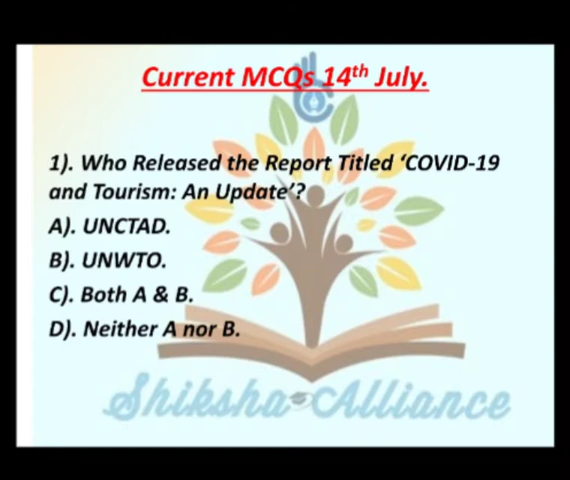 Current MCQs 14th July.
1). Who Released the Report Titled ‘COVID-19
and Tourism: An Update’?
A). UNCTAD.
B). UNWTO.
C). Both A & B.
D). Neither A nor B.
Shiksha Alliance